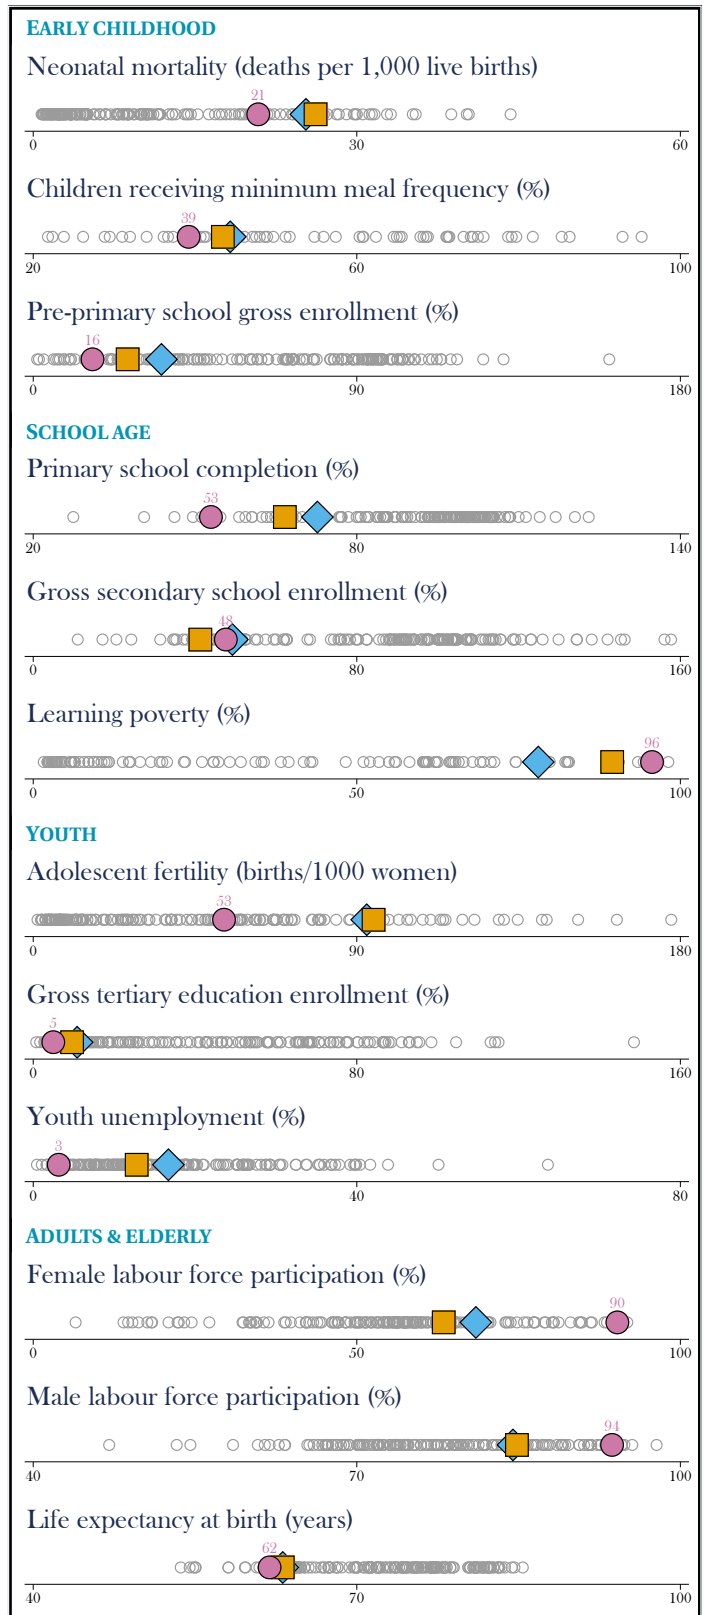 EARLY CHILDHOOD
Neonatal mortality (deaths per 1,000 live births)
21
0 30 60
Children receiving minimum meal frequency (%)
39
20 60 100
Pre-primary school gross enrollment (%)
16
0 90 180
SCHOOL AGE
Primary school completion (%)
53
20 80 140
Gross secondary school enrollment (%)
48
0 80 160
Learning poverty (%)
96
0 50 100
YOUTH
Adolescent fertility (births/1000 women)
53
0 90 180
Gross tertiary education enrollment (%)
5
0 80 160
Youth unemployment (%)
3
0 40 80
ADULTS & ELDERLY
Female labour force participation (%)
90
0 50 100
Male labour force participation (%)
94
40 70 100
Life expectancy at birth (years)
62
40 70 100